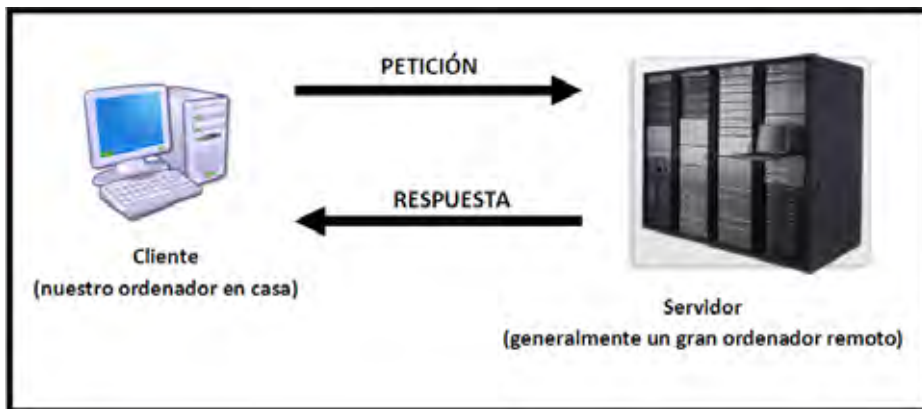 PETICIÓN
RESPUESTA
Cliente
(nuestro ordenador en casa)
Servidor
(generalmente un gran ordenador remoto)